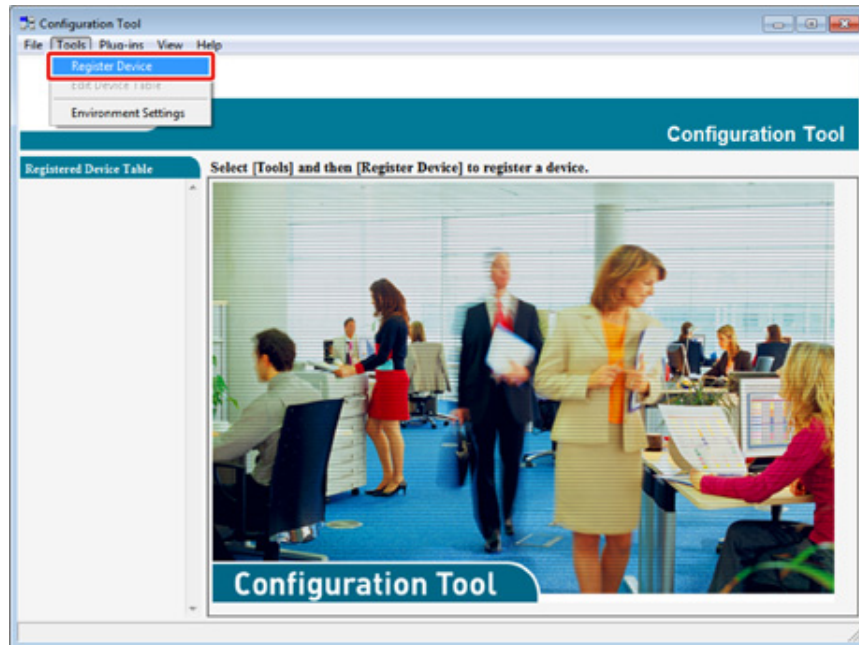 Configuration Tool
File Tools Plug-ins View Help
Register Device
Edit Device Table
Environment Settings
Configuration Tool
Registered Device Table
Select [Tools] and then [Register Device] to register a device.
Configuration Tool